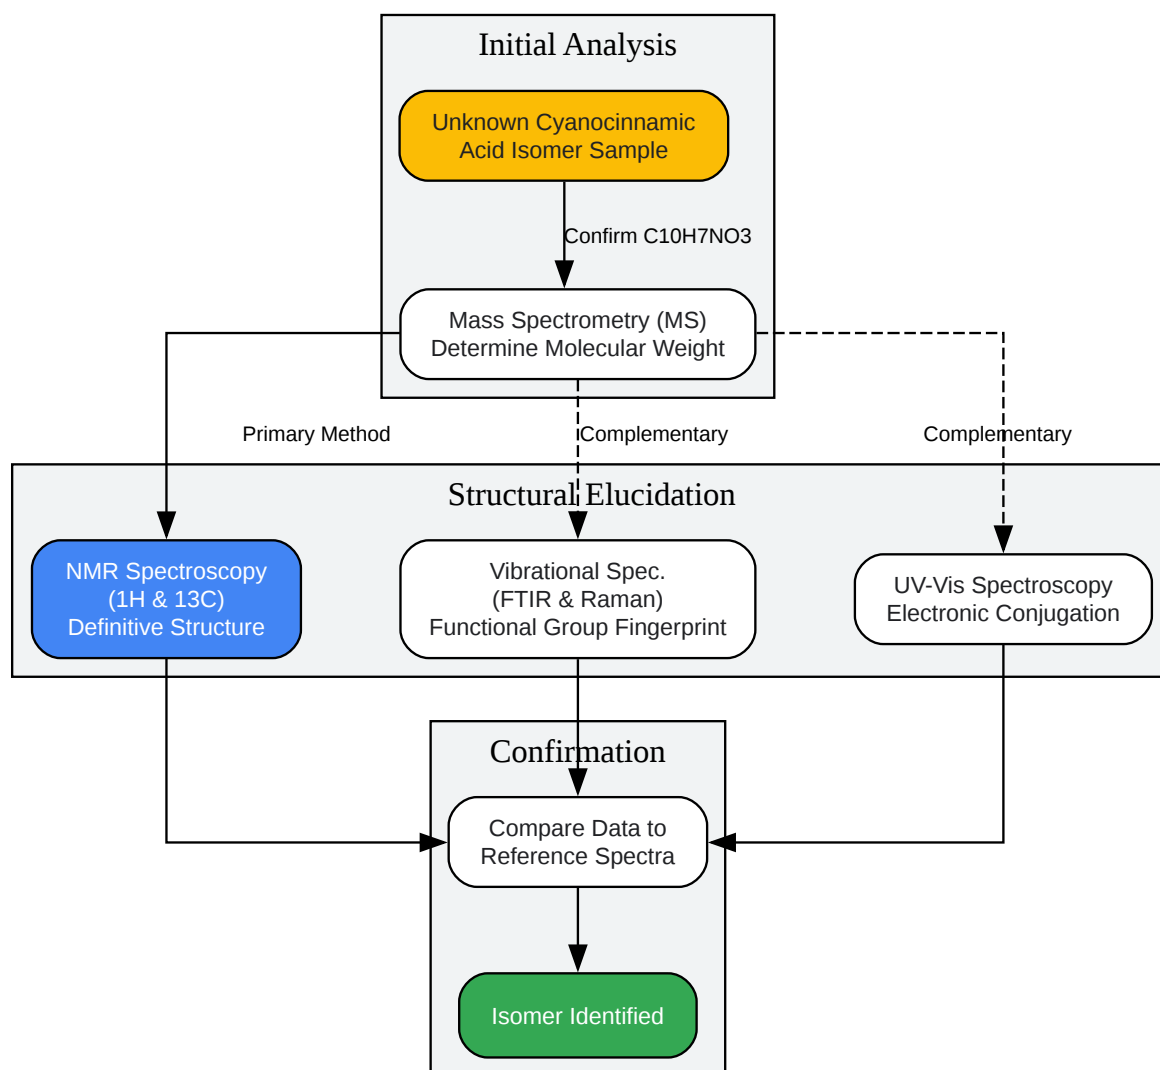 Initial Analysis
Unknown Cyanocinnamic
Acid Isomer Sample
Confirm C10H7NO3
Mass Spectrometry (MS)
Determine Molecular Weight
Primary Method
Complementary
Complementary
Structural Elucidation
NMR Spectroscopy
(1H & 13C)
Definitive Structure
Vibrational Spec.
(FTIR & Raman)
Functional Group Fingerprint
UV-Vis Spectroscopy
Electronic Conjugation
Confirmation
Compare Data to
Reference Spectra
Isomer Identified